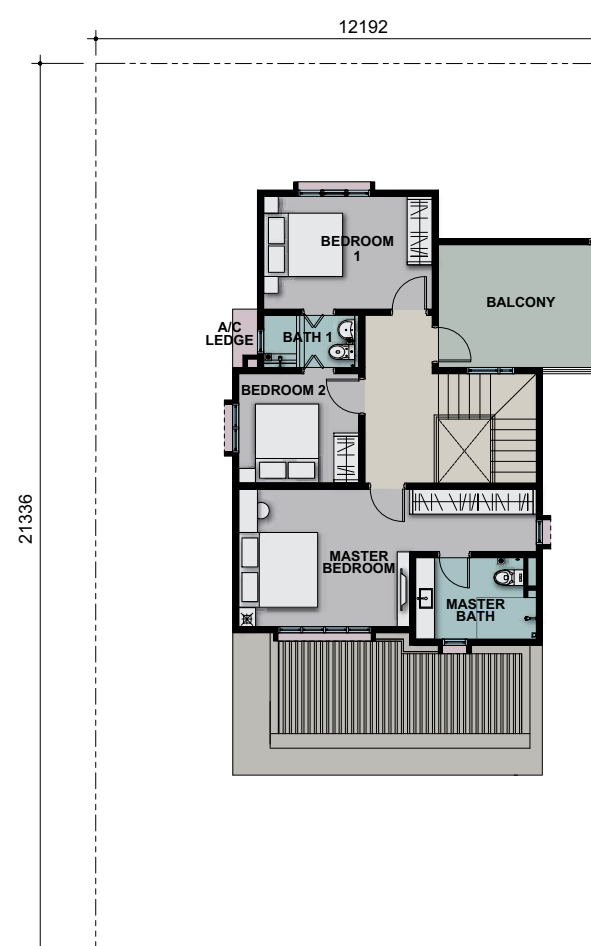 12192
BEDROOM
1
BALCONY
A/C
LEDGE
BATH 1
BEDROOM 2
21336
MASTER
BEDROOM
MASTER
BATH